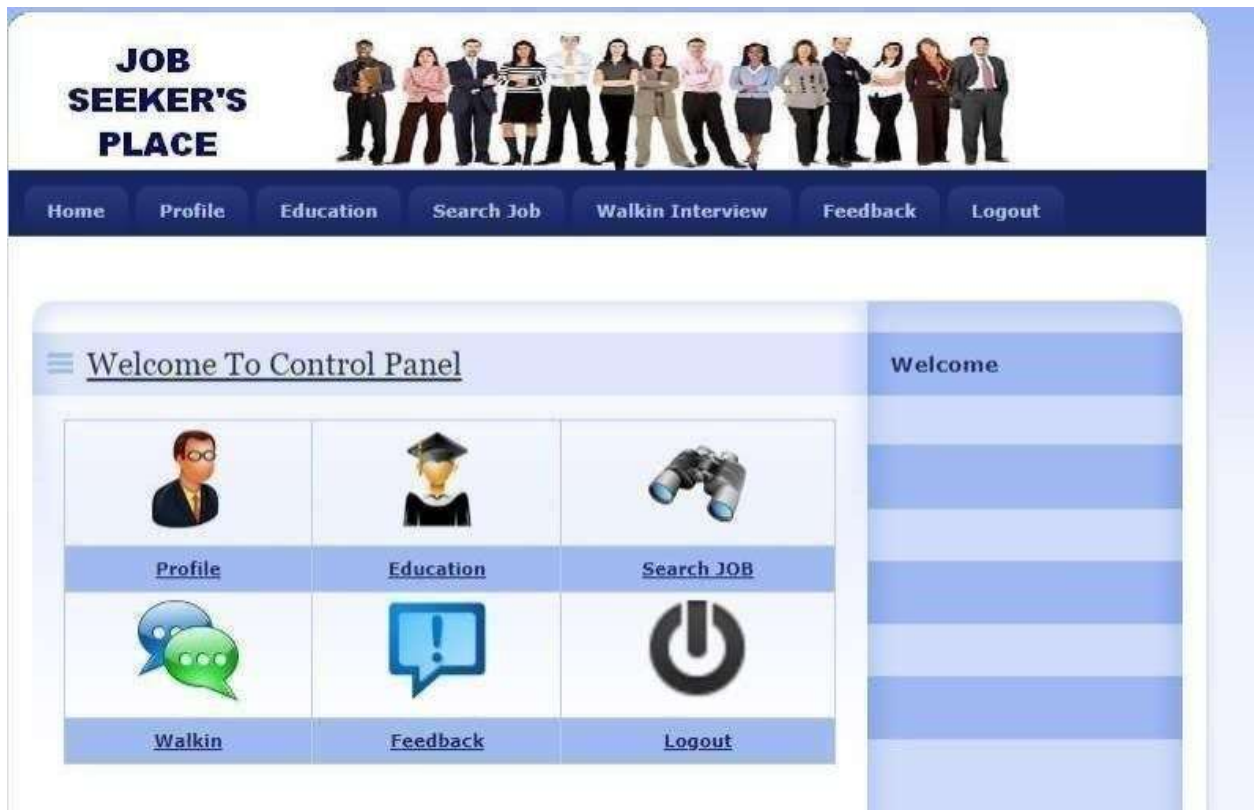 JOB
SEEKER'S
PLACE
Home Profile Education Search Job Walkin Interview Feedback Logout
Welcome To Control Panel
Welcome
Profile Education Search JOB
Walkin Feedback Logout